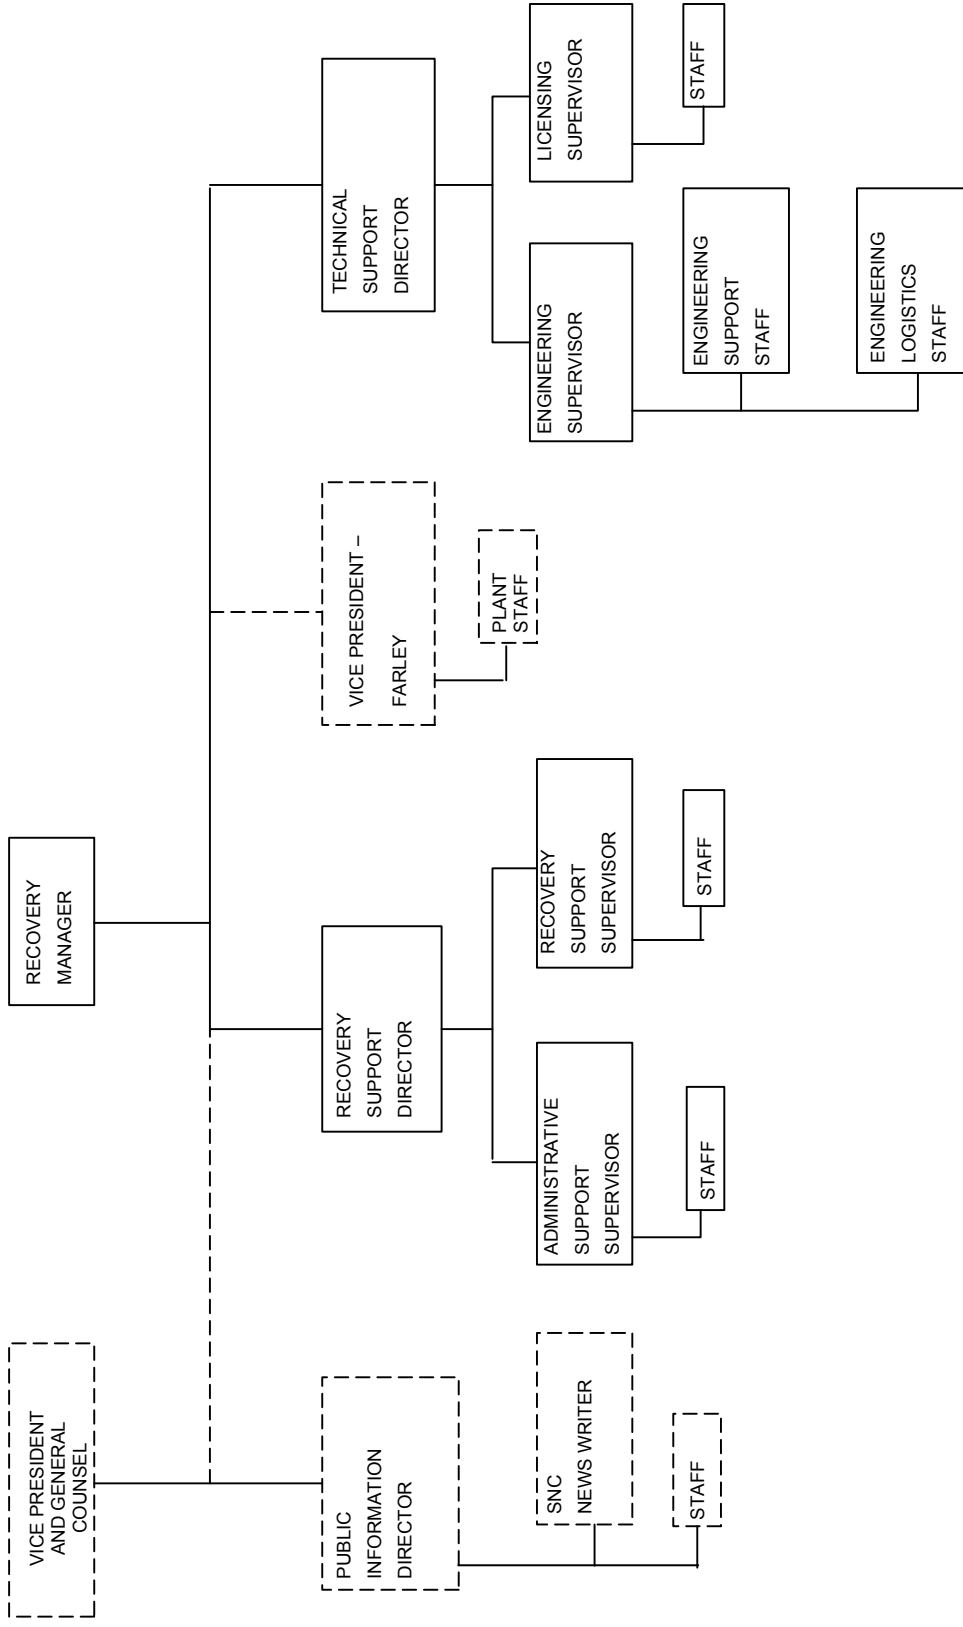 VICE PRESIDENT
AND GENERAL
COUNSEL
RECOVERY
MANAGER
PUBLIC
INFORMATION
DIRECTOR
RECOVERY
SUPPORT
DIRECTOR
VICE PRESIDENT –
FARLEY
TECHNICAL
SUPPORT
DIRECTOR
PLANT
STAFF
SNC
NEWS WRITER
ADMINISTRATIVE
SUPPORT
SUPERVISOR
RECOVERY
SUPPORT
SUPERVISOR
ENGINEERING
SUPERVISOR
LICENSING
SUPERVISOR
STAFF
STAFF
STAFF
ENGINEERING
SUPPORT
STAFF
STAFF
ENGINEERING
LOGISTICS
STAFF